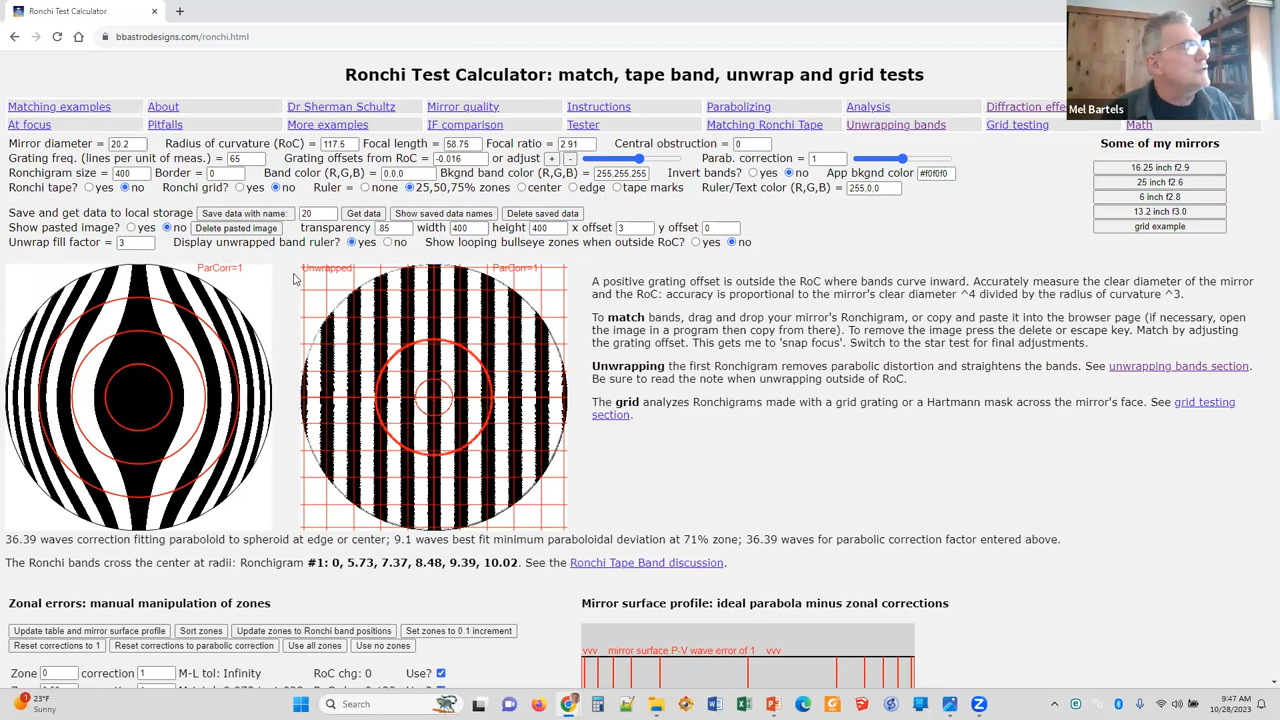 Ronchi Test Calculator
bbastrodesigns.com/ronchi.html
Mel Bartels
Ronchi Test Calculator: match, tape band, unwrap and grid tests
Matching examples About Dr Sherman Schultz Mirror quality Instructions Parabolizing Analysis Diffraction effe
At focus Pitfalls More examples IF comparison Tester Matching Ronchi Tape Unwrapping bands Grid testing Math
Mirror diameter = 20.2 Radius of curvature (RoC) = 117.5 Focal length = 58.75 Focal ratio = 2.91 Central obstruction = 0
Grating freq. (lines per unit of meas.) = 65 Grating offsets from RoC = -0.016 or adjust + - Parab. correction = 1
Ronchigram size = 400 Border = 0 Band color (R,G,B) = 0,0,0 Bkgnd band color (R,G,B) = 255,255,255 Invert bands? yes no App bkgnd color #f0f0f0
Ronchi tape? yes no Ronchi grid? yes no Ruler = none 25,50,75% zones center edge tape marks Ruler/Text color (R,G,B) = 255,0,0
Save and get data to local storage Save data with name: 20 Get data Show saved data names Delete saved data
Show pasted image? yes no Delete pasted image transparency .85 width 400 height 400 x offset 3 y offset 0
Unwrap fill factor = 3 Display unwrapped band ruler? yes no Show looping bullseye zones when outside RoC? yes no
Some of my mirrors
16.25 inch f2.9
25 inch f2.6
6 inch f2.8
13.2 inch f3.0
grid example
ParCorr=1
Unwrapped ParCorr=1
A positive grating offset is outside the RoC where bands curve inward. Accurately measure the clear diameter of the mirror
and the RoC: accuracy is proportional to the mirror's clear diameter ^4 divided by the radius of curvature ^3.
To match bands, drag and drop your mirror's Ronchigram, or copy and paste it into the browser page (if necessary, open
the image in a program then copy from there). To remove the image press the delete or escape key. Match by adjusting
the grating offset. This gets me to 'snap focus'. Switch to the star test for final adjustments.
Unwrapping the first Ronchigram removes parabolic distortion and straightens the bands. See unwrapping bands section.
Be sure to read the note when unwrapping outside of RoC.
The grid analyzes Ronchigrams made with a grid grating or a Hartmann mask across the mirror's face. See grid testing
section.
36.39 waves correction fitting paraboloid to spheroid at edge or center; 9.1 waves best fit minimum paraboloidal deviation at 71% zone; 36.39 waves for parabolic correction factor entered above.
The Ronchi bands cross the center at radii: Ronchigram #1: 0, 5.73, 7.37, 8.48, 9.39, 10.02. See the Ronchi Tape Band discussion.
Zonal errors: manual manipulation of zones
Update table and mirror surface profile Sort zones Update zones to Ronchi band positions Set zones to 0.1 increment
Reset corrections to 1 Reset corrections to parabolic correction Use all zones Use no zones
Zone 0 correction 1 M-L tol: Infinity RoC chg: 0 Use?
Mirror surface profile: ideal parabola minus zonal corrections
vvv mirror surface P-V wave error of 1 vvv
23°F
Sunny
Search
9:47 AM
10/28/2023